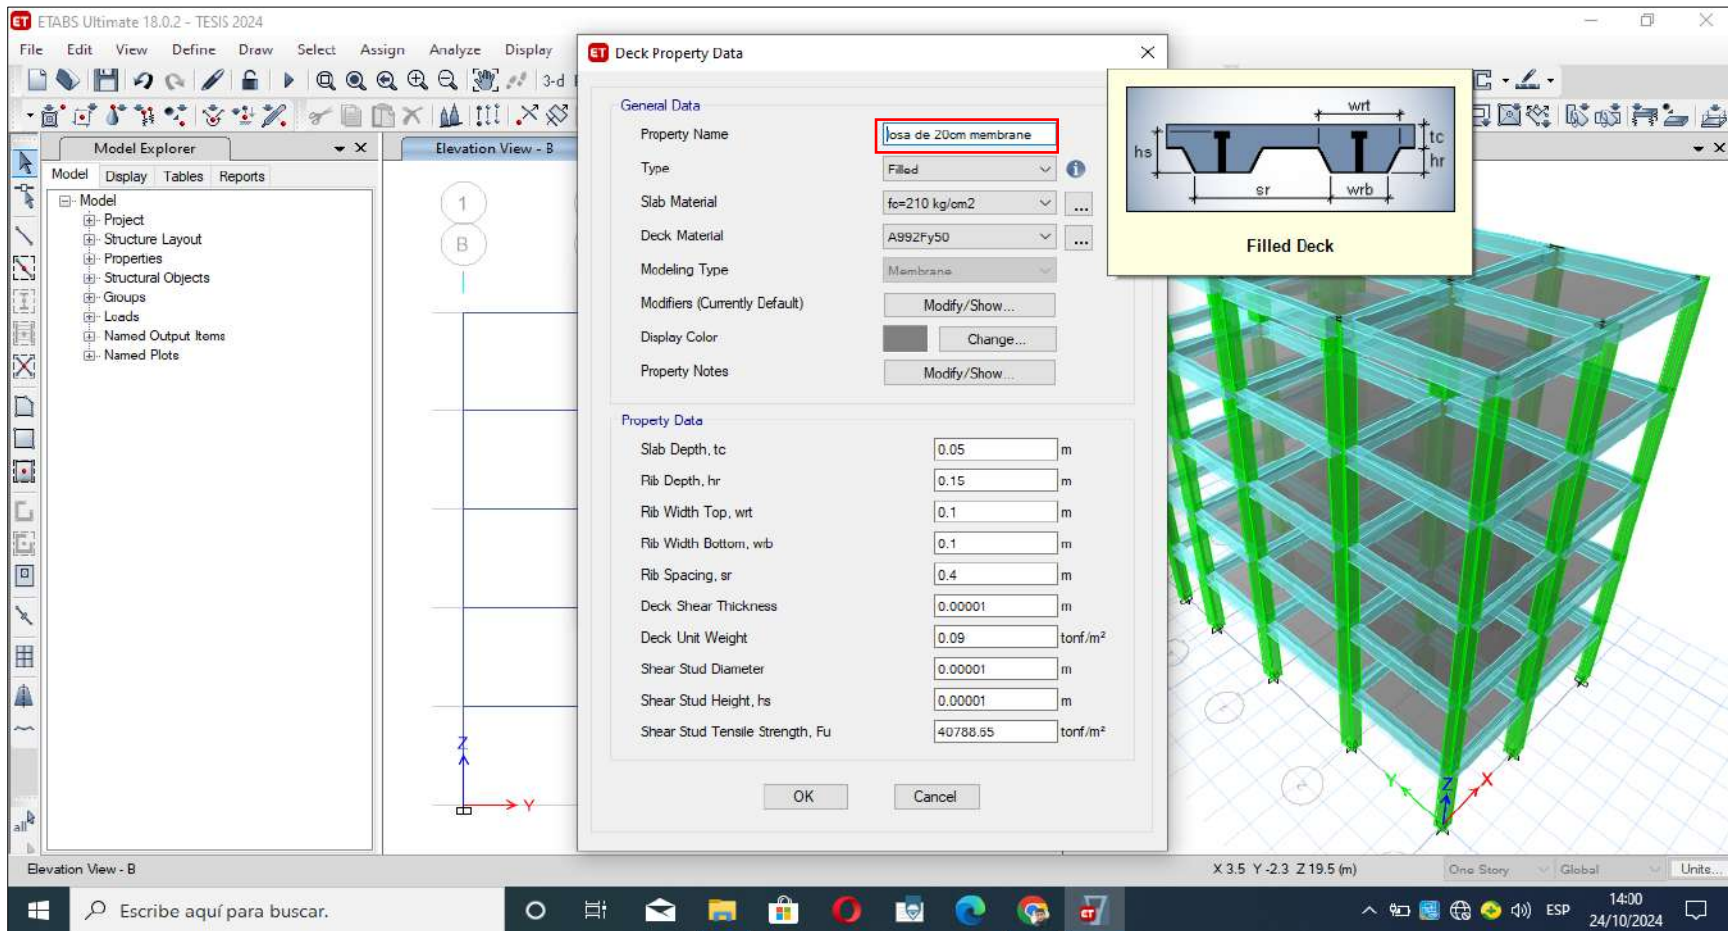 ETABS Ultimate 18.0.2 - TESIS 2024
File Edit View Define Draw Select Assign Analyze Display
3-d
Model Explorer
Model Display Tables Reports
Model
Project
Structure Layout
Properties
Structural Objects
Groups
Loads
Named Output Items
Named Plots
Elevation View - B
1
B
Z
Y
Deck Property Data
General Data
Property Name losa de 20cm membrane
Type Filled
Slab Material fc=210 kg/cm2 ...
Deck Material A992Fy50 ...
Modeling Type Membrane
Modifiers (Currently Default) Modify/Show...
Display Color Change...
Property Notes Modify/Show...
Property Data
Slab Depth, tc 0.05 m
Rib Depth, hr 0.15 m
Rib Width Top, wrt 0.1 m
Rib Width Bottom, wrb 0.1 m
Rib Spacing, sr 0.4 m
Deck Shear Thickness 0.00001 m
Deck Unit Weight 0.09 tonf/m²
Shear Stud Diameter 0.00001 m
Shear Stud Height, hs 0.00001 m
Shear Stud Tensile Strength, Fu 40788.65 tonf/m²
OK Cancel
wrt
tc
hs
hr
sr
wrb
Filled Deck
Y Z X
all
Elevation View - B
X 3.5 Y -2.3 Z 19.5 (m)
One Story Global Units...
Escribe aquí para buscar.
ESP
14:00
24/10/2024